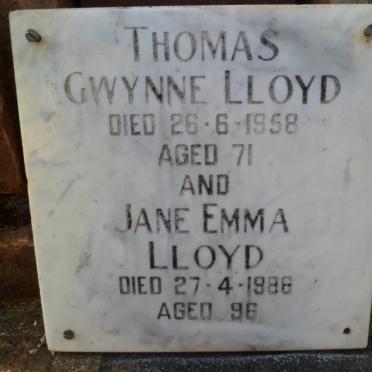 THOMAS
GWYNNE LLOYD
DIED 26·6·1958
AGED 71
AND
JANE EMMA
LLOYD
DIED 27·4·1986
AGED 96